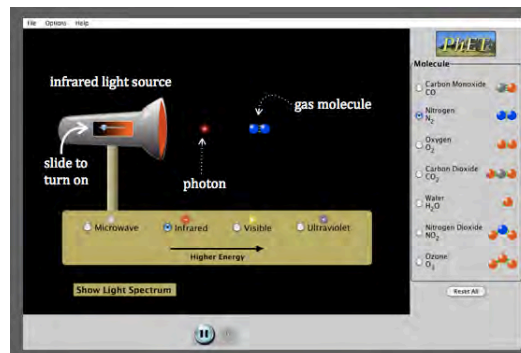 File Options Help
PhET
infrared light source
gas molecule
slide to
turn on
photon
Microwave Infrared Visible Ultraviolet
Higher Energy
Show Light Spectrum
Molecule
Carbon Monoxide
CO
Nitrogen
N2
Oxygen
O2
Carbon Dioxide
CO2
Water
H2O
Nitrogen Dioxide
NO2
Ozone
O3
Reset All